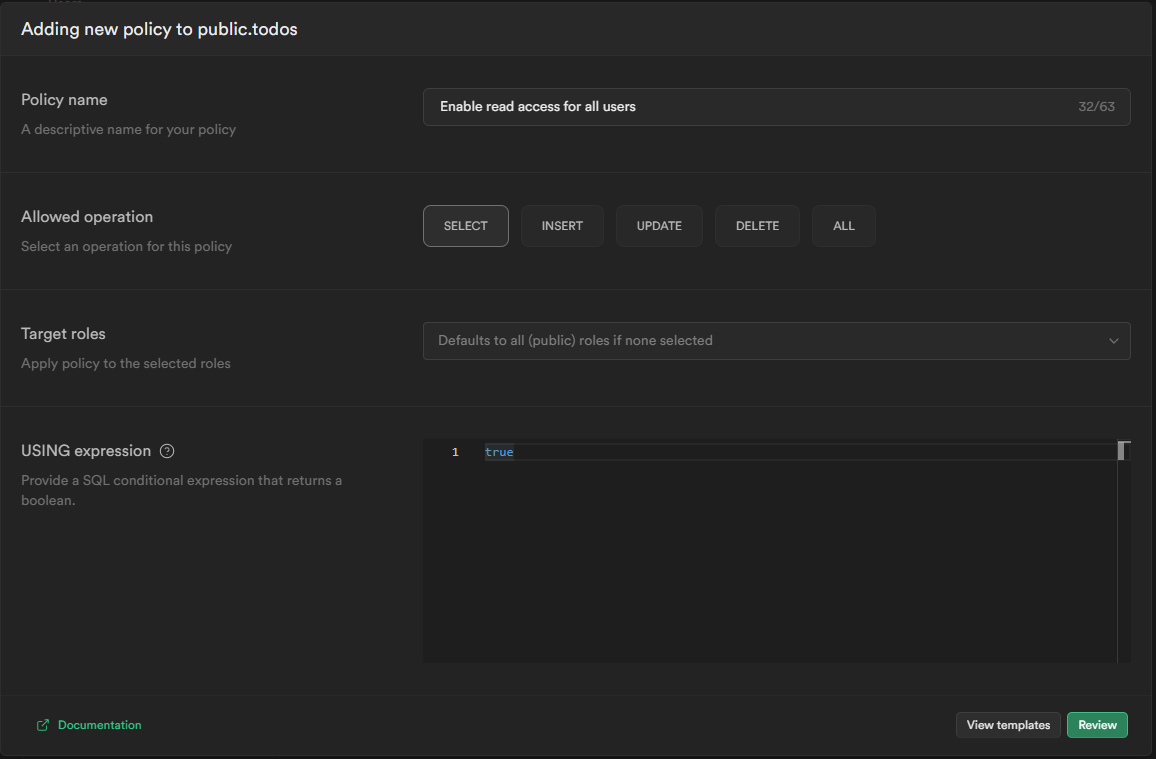 Adding new policy to public.todos
Policy name
A descriptive name for your policy
Enable read access for all users
32/63
Allowed operation
Select an operation for this policy
SELECT
INSERT
UPDATE
DELETE
ALL
Target roles
Apply policy to the selected roles
Defaults to all (public) roles if none selected
USING expression
Provide a SQL conditional expression that returns a
boolean.
1
true
Documentation
View templates
Review